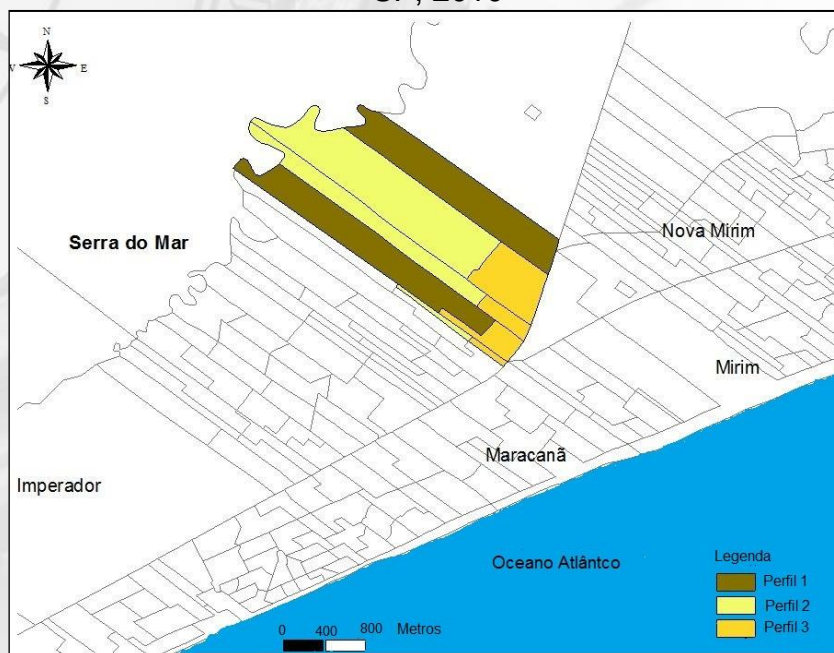 N
E
S
Serra do Mar
Nova Mirim
Mirim
Maracanã
Imperador
Oceano Atlântco
Legenda
Perfil 1
Perfil 2
Perfil 3
0 400 800 Metros